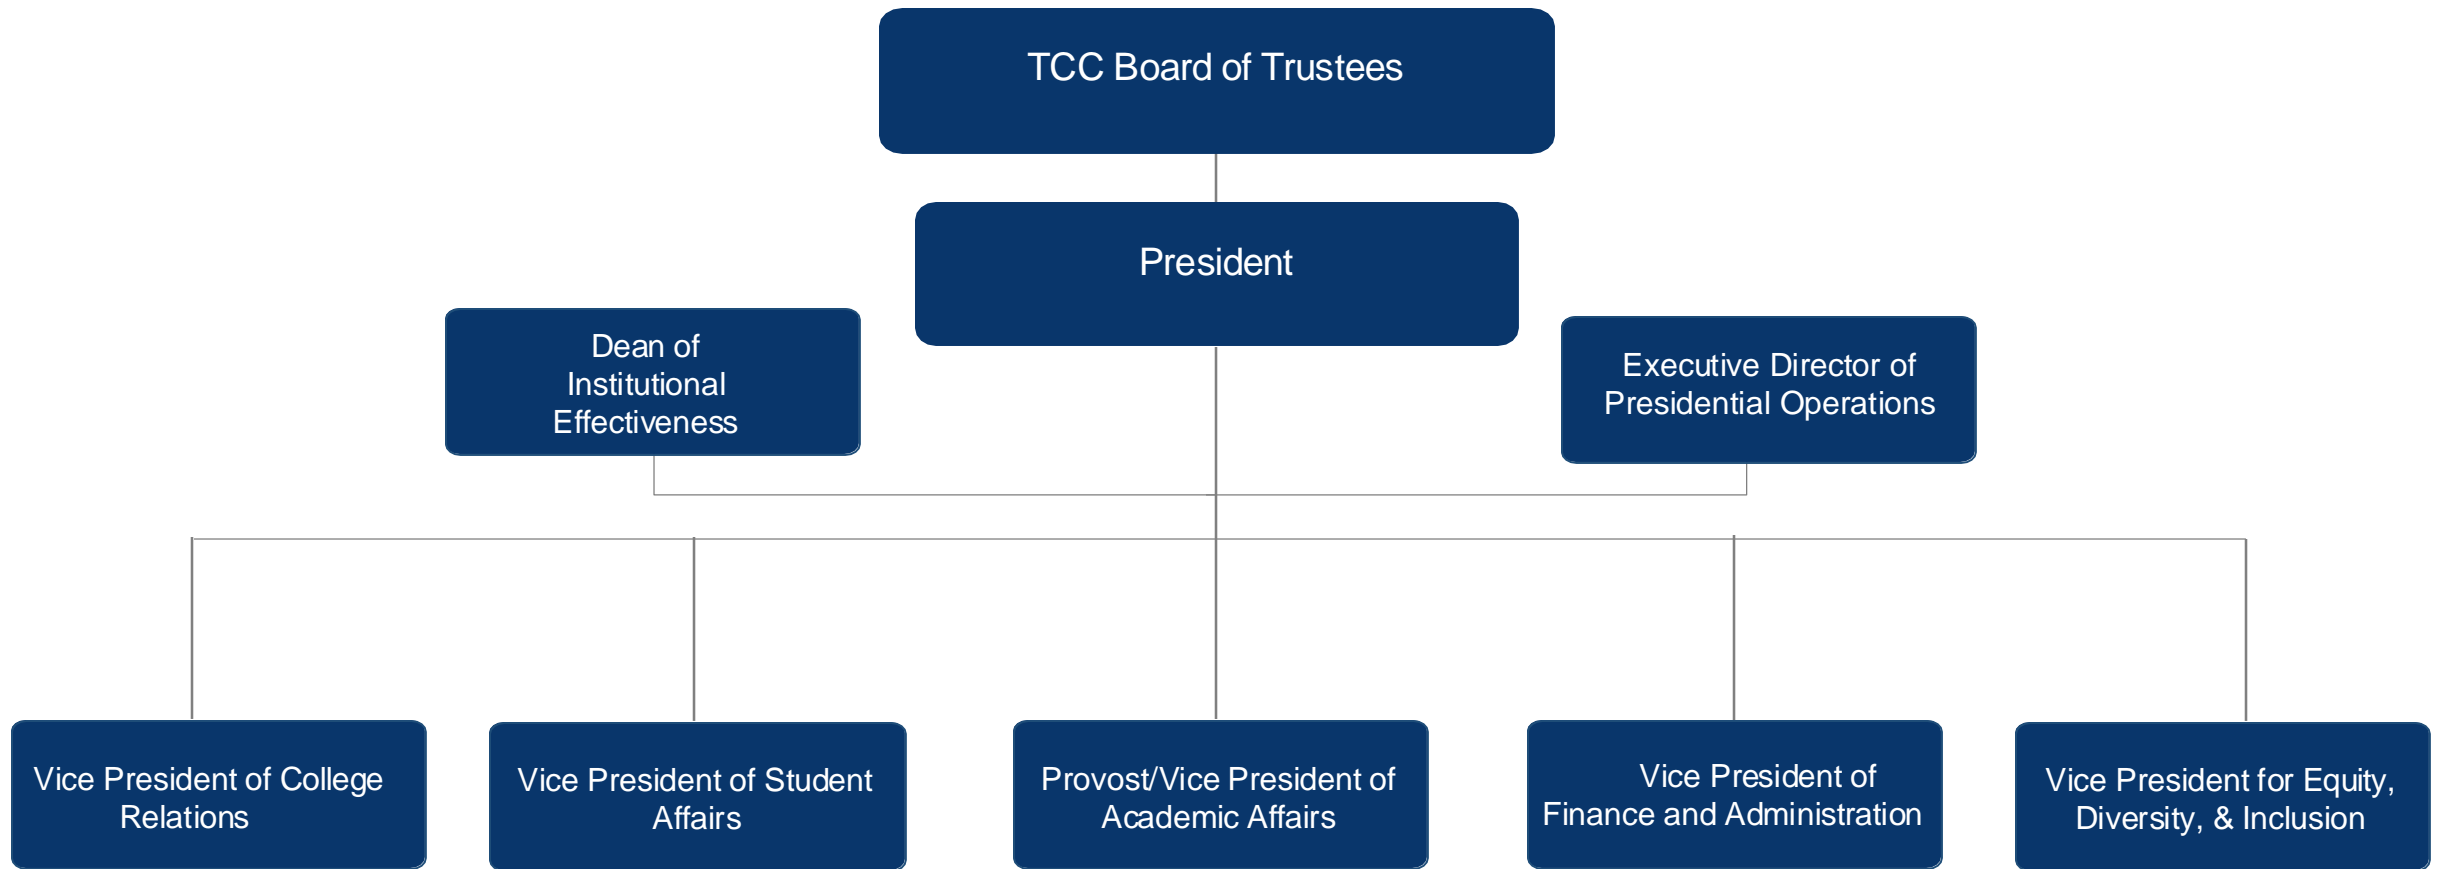 TCC Board of Trustees
President
Dean of
Institutional
Effectiveness
Executive Director of
Presidential Operations
Vice President of College
Relations
Vice President of Student
Affairs
Provost/Vice President of
Academic Affairs
Vice President of
Finance and Administration
Vice President for Equity,
Diversity, & Inclusion